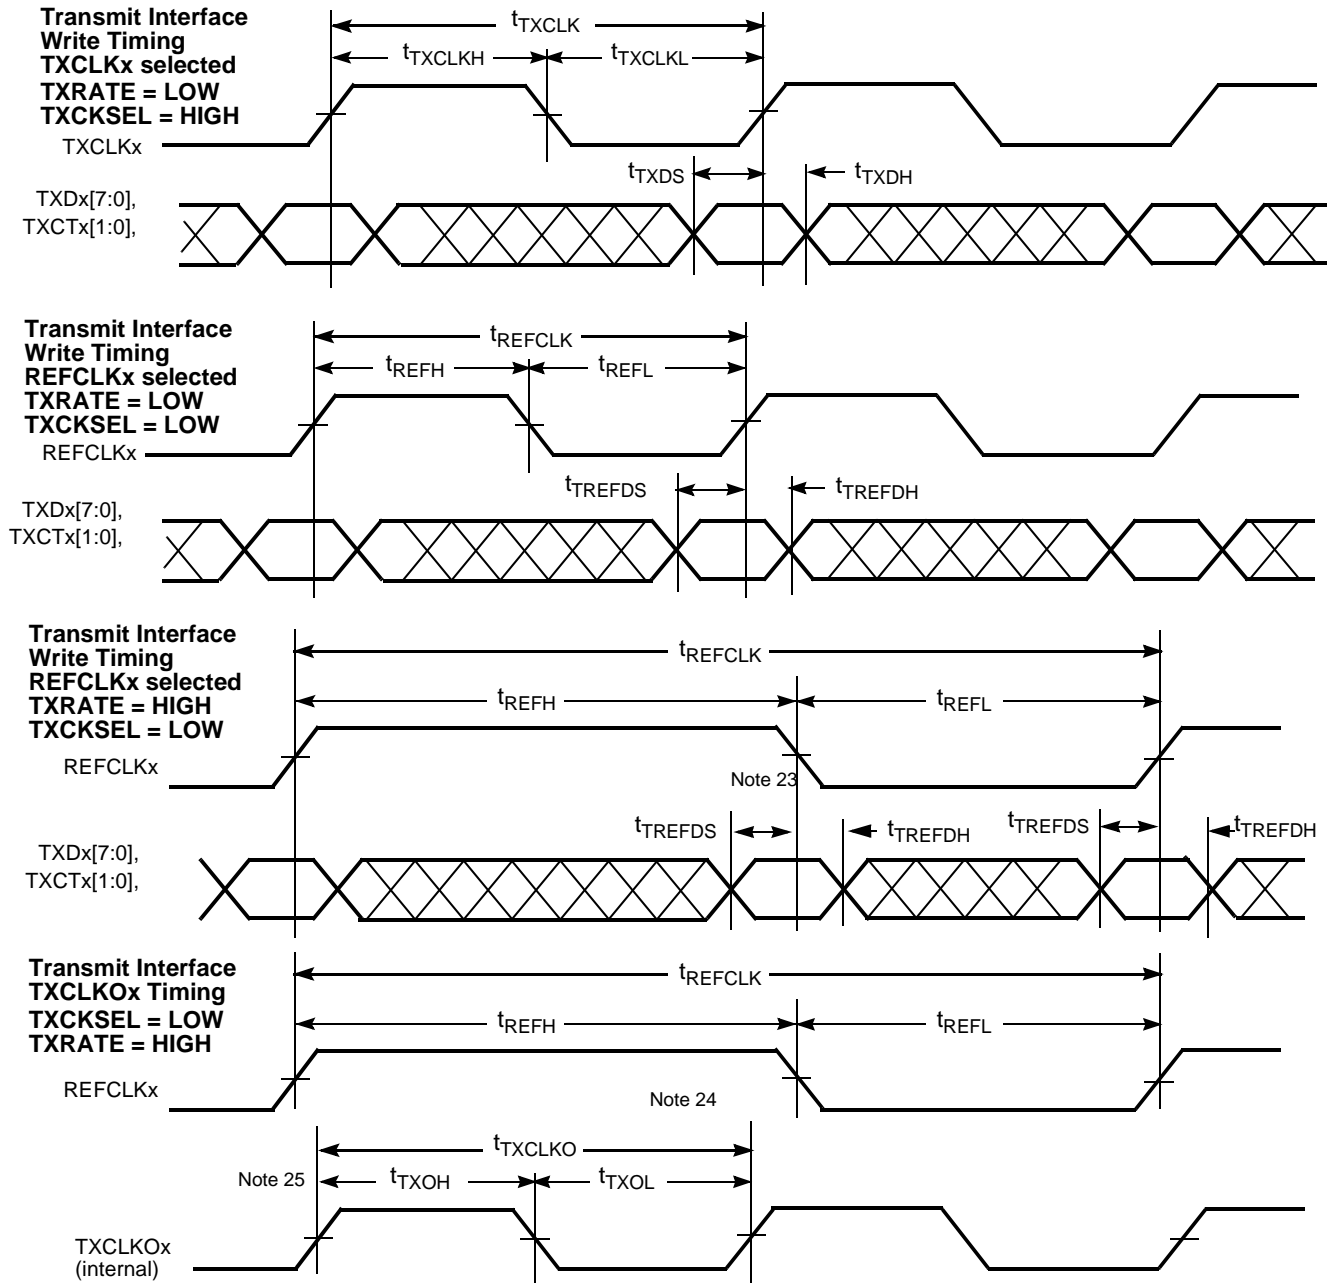 Transmit Interface
Write Timing
TXCLKx selected
TXRATE = LOW
TXCKSEL = HIGH
tTXCLK
tTXCLKH
tTXCLKL
TXCLKx
tTXDS
tTXDH
TXDx[7:0],
TXCTx[1:0],
Transmit Interface
Write Timing
REFCLKx selected
TXRATE = LOW
TXCKSEL = LOW
tREFCLK
tREFH
tREFL
REFCLKx
tTREFDS
tTREFDH
TXDx[7:0],
TXCTx[1:0],
Transmit Interface
Write Timing
REFCLKx selected
TXRATE = HIGH
TXCKSEL = LOW
tREFCLK
tREFH
tREFL
REFCLKx
Note 23
tTREFDS
tTREFDH
tTREFDS
tTREFDH
TXDx[7:0],
TXCTx[1:0],
Transmit Interface
TXCLKOx Timing
TXCKSEL = LOW
TXRATE = HIGH
tREFCLK
tREFH
tREFL
REFCLKx
Note 24
tTXCLKO
Note 25
tTXOH
tTXOL
TXCLKOx
(internal)